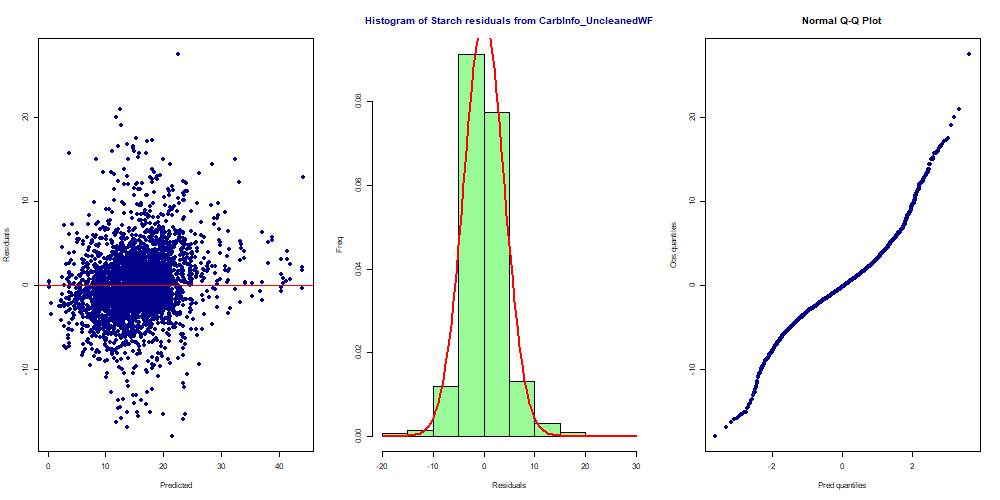 Histogram of Starch residuals from CarbInfo_UncleanedWF
Normal Q-Q Plot
Residuals
-10 0 10 20
0 10 20 30 40
Predicted
Freq
0.00 0.02 0.04 0.06 0.08
-20 -10 0 10 20 30
Residuals
Obs quantiles
-10 0 10 20
-2 0 2
Pred quantiles